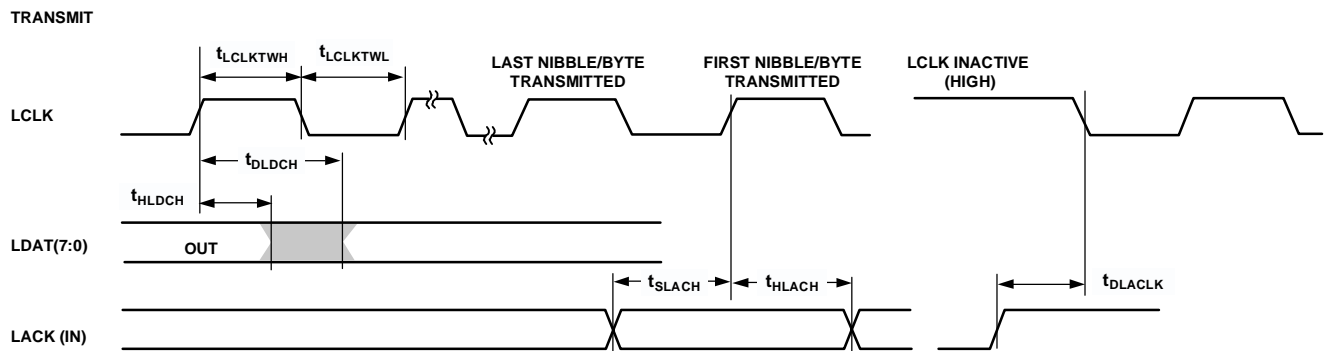 TRANSMIT
tLCLKTWH
tLCLKTWL
LAST NIBBLE/BYTE
TRANSMITTED
FIRST NIBBLE/BYTE
TRANSMITTED
LCLK INACTIVE
(HIGH)
LCLK
tDLDCH
tHLDCH
LDAT(7:0)
OUT
tSLACH
tHLACH
tDLACLK
LACK (IN)